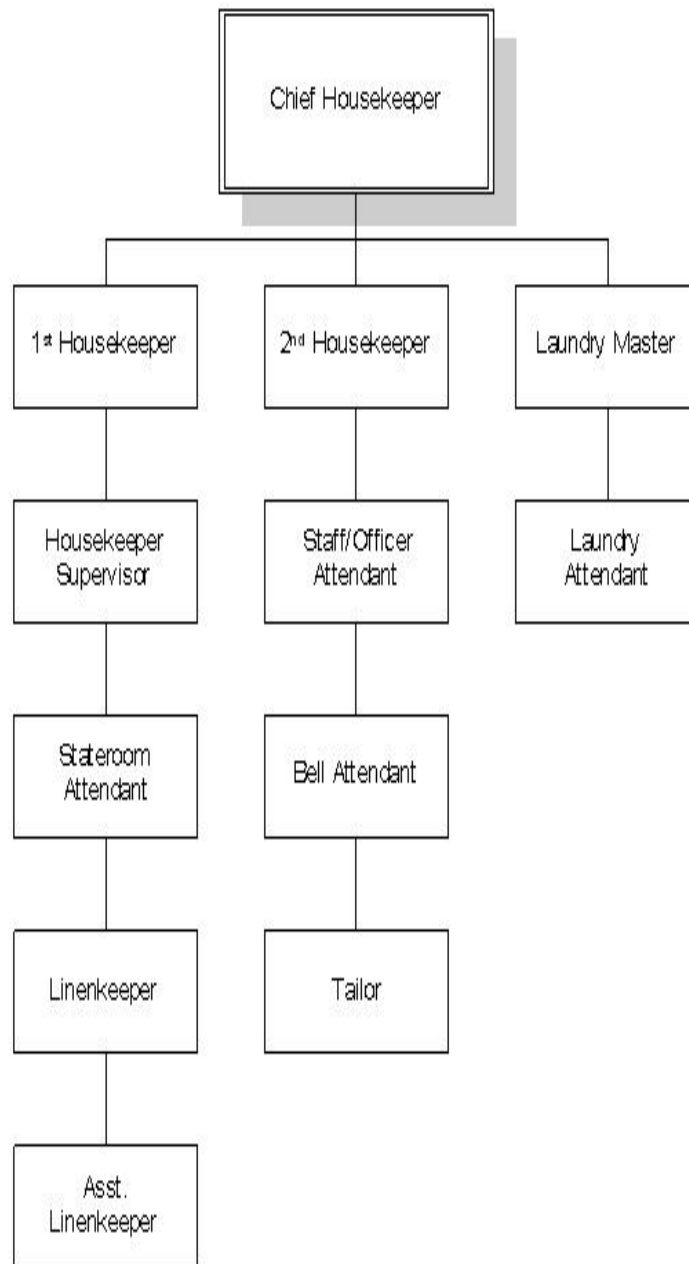 Chief Housekeeper
1st Housekeeper
2nd Housekeeper
Laundry Master
Housekeeper
Supervisor
Staff/Officer
Attendant
Laundry
Attendant
Stateroom
Attendant
Bell Attendant
Linenkeeper
Tailor
Asst.
Linenkeeper